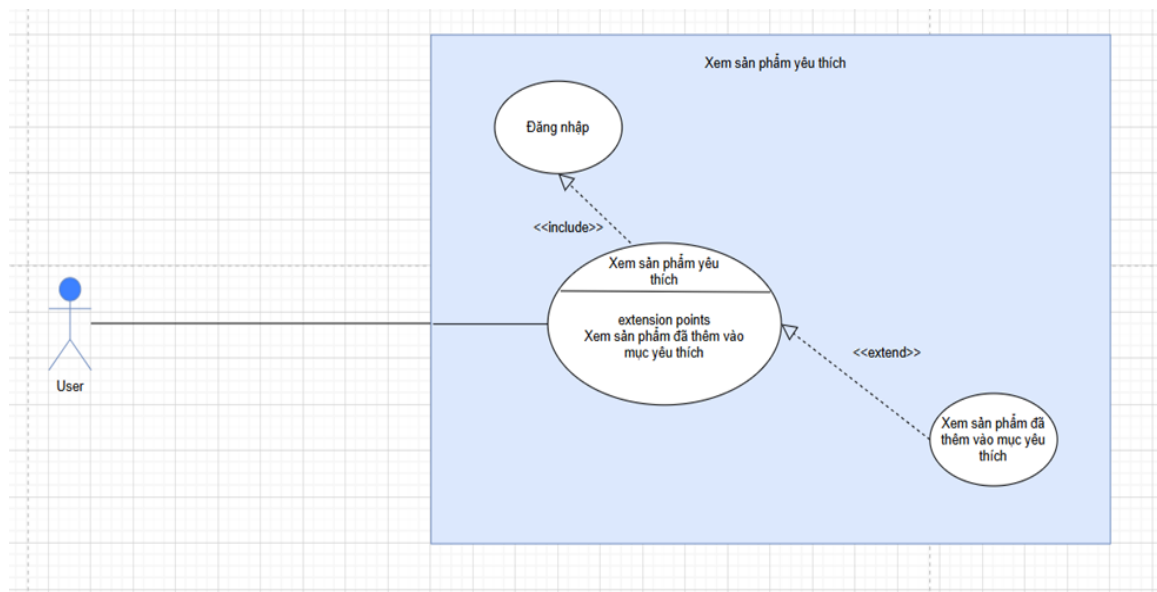 Xem sản phẩm yêu thích
Đăng nhập
<<include>>
Xem sản phẩm yêu
thích
extension points
Xem sản phẩm đã thêm vào
mục yêu thích
<<extend>>
User
Xem sản phẩm đã
thêm vào mục yêu
thích